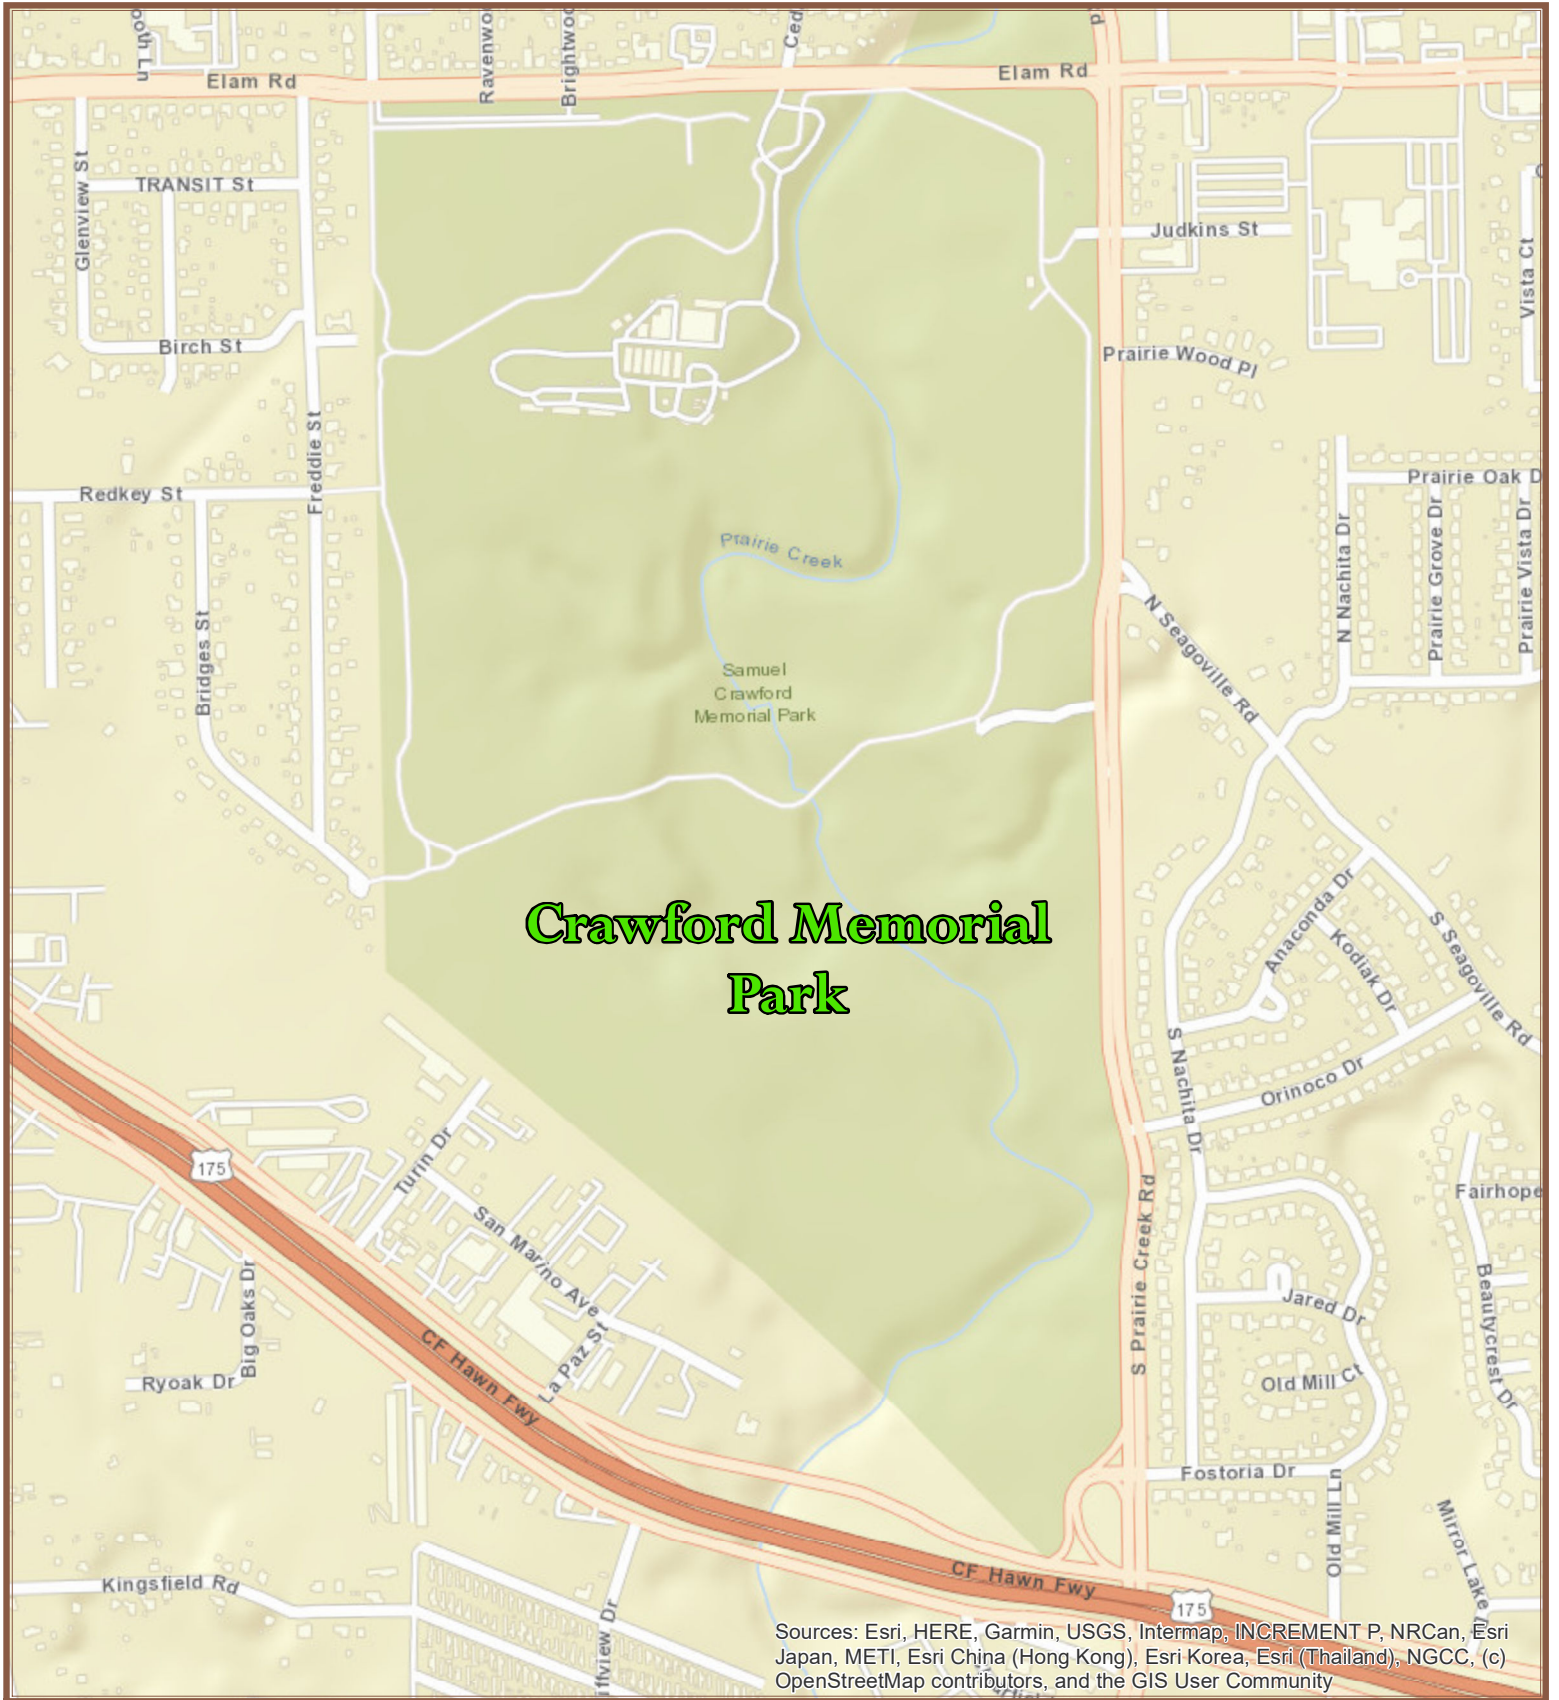 Elam Rd
Ravenwoo
Brightwoo
Ced
Elam Rd
Glenview St
TRANSIT St
Judkins St
Vista Ct
Birch St
Prairie Wood Pl
Freddie St
Redkey St
Prairie Oak D
N Nachita Dr
Prairie Grove Dr
Prairie Vista Dr
Prairie Creek
Bridges St
N Seagoville Rd
Samuel
Crawford
Memorial Park
Crawford Memorial
Park
Anaconda Dr
Kodiak Dr
S Seagoville Rd
S Nachita Dr
Orinoco Dr
Turin Dr
175
San Marino Ave
La Paz St
S Prairie Creek Rd
Fairhope
Big Oaks Dr
Ryoak Dr
CF Hawn Fwy
Jared Dr
Beautycrest Dr
Old Mill Ct
Fostoria Dr
Old Mill Ln
Mirror Lake
Kingsfield Rd
CF Hawn Fwy
175
iftview Dr
Sources: Esri, HERE, Garmin, USGS, Intermap, INCREMENT P, NRCan, Esri
Japan, METI, Esri China (Hong Kong), Esri Korea, Esri (Thailand), NGCC, (c)
OpenStreetMap contributors, and the GIS User Community